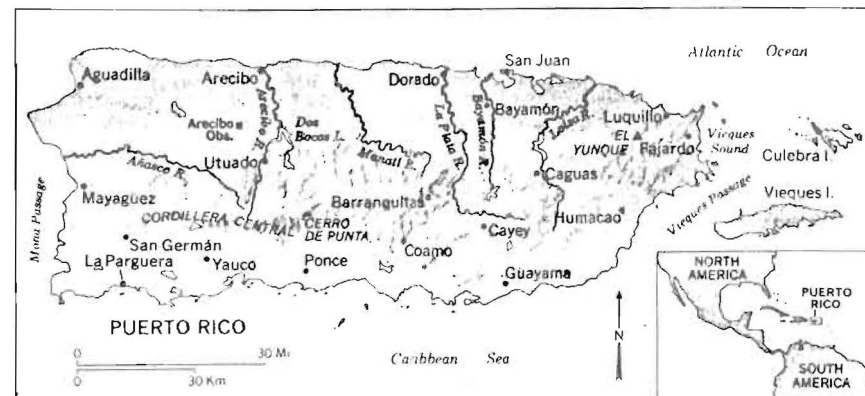 Atlantic Ocean
San Juan
Aguadilla
Arecibo
Dorado
Arecibo R.
Arecibo Obs.
Dos Bocas L.
La Plata R.
Bayamón R.
Bayamón
Loiza R.
Luquillo
EL YUNQUE
Fajardo
Vieques Sound
Culebra I.
Utuado
Manatí R.
Añasco R.
Caguas
Vieques Passage
Vieques I.
Mona Passage
Mayagüez
Barranquitas
CORDILLERA CENTRAL
CERRO DE PUNTA
Humacao
Cayey
San Germán
Coamo
La Parguera
Yauco
Ponce
Guayama
PUERTO RICO
0 30 Mi
0 30 Km
Caribbean Sea
N
NORTH AMERICA
PUERTO RICO
SOUTH AMERICA